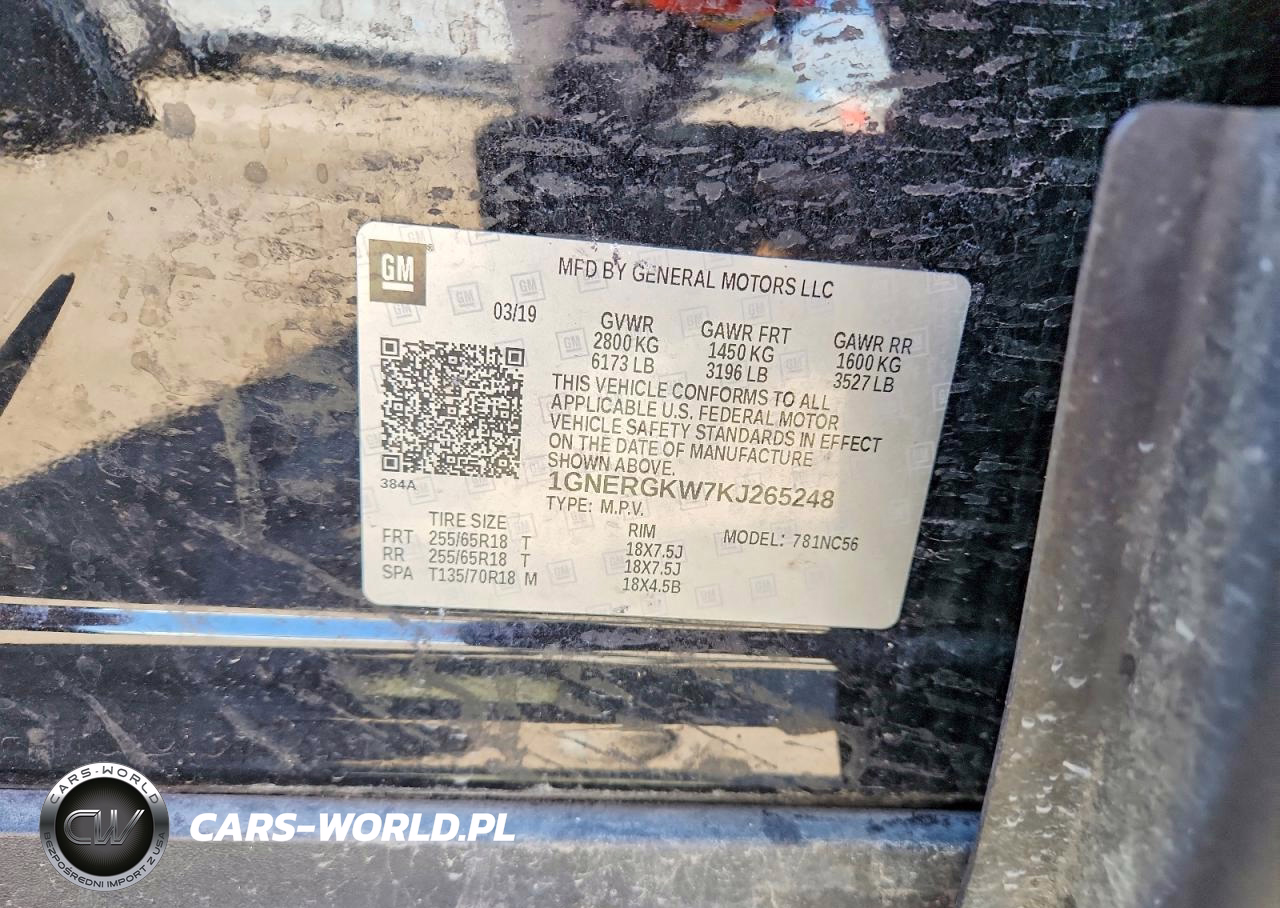 GM
MFD BY GENERAL MOTORS LLC
03/19
GVWR GAWR FRT GAWR RR
2800 KG 1450 KG 1600 KG
6173 LB 3196 LB 3527 LB
THIS VEHICLE CONFORMS TO ALL
APPLICABLE U.S. FEDERAL MOTOR
VEHICLE SAFETY STANDARDS IN EFFECT
ON THE DATE OF MANUFACTURE
SHOWN ABOVE.
384A
1GNERGKW7KJ265248
TYPE: M.P.V.
TIRE SIZE RIM MODEL: 781NC56
FRT 255/65R18 T 18X7.5J
RR 255/65R18 T 18X7.5J
SPA T135/70R18 M 18X4.5B
CARS-WORLD
CW
BEZPOŚREDNI IMPORT Z USA
CARS-WORLD.PL